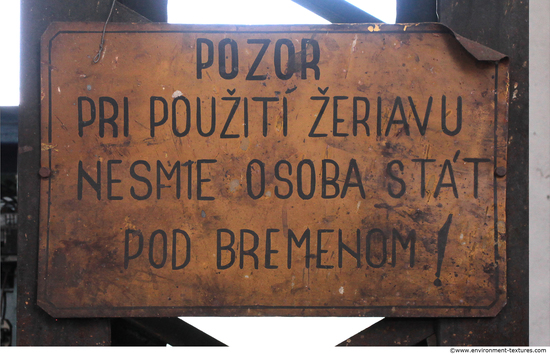 POZOR
PRI POUŽITÍ ŽERIAVU
NESMIE OSOBA STÁŤ
POD BREMENOM!
©www.environment-textures.com